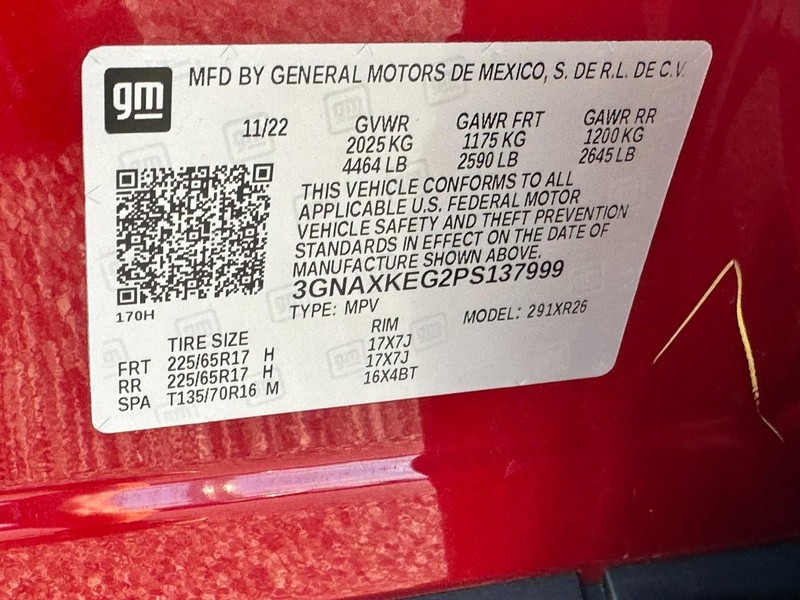 gm
MFD BY GENERAL MOTORS DE MEXICO, S. DE R.L. DE C.V.
11/22 GVWR GAWR FRT GAWR RR
2025 KG 1175 KG 1200 KG
4464 LB 2590 LB 2645 LB
THIS VEHICLE CONFORMS TO ALL
APPLICABLE U.S. FEDERAL MOTOR
VEHICLE SAFETY AND THEFT PREVENTION
STANDARDS IN EFFECT ON THE DATE OF
MANUFACTURE SHOWN ABOVE.
3GNAXKEG2PS137999
170H
TYPE: MPV MODEL: 291XR26
TIRE SIZE RIM
FRT 225/65R17 H 17X7J
RR 225/65R17 H 17X7J
SPA T135/70R16 M 16X4BT